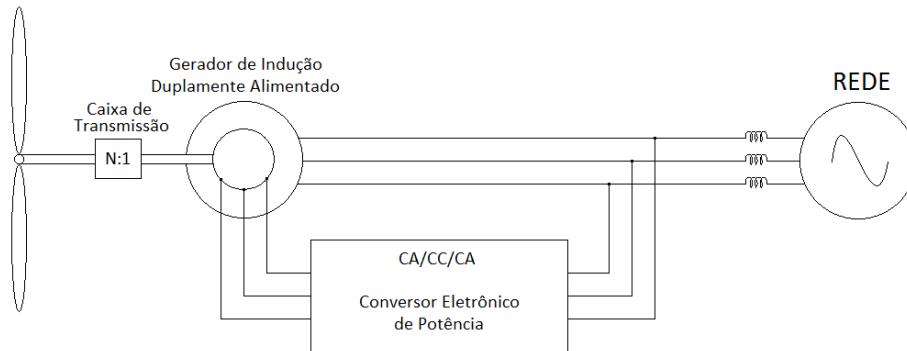 Gerador de Indução
Duplamente Alimentado
REDE
Caixa de
Transmissão
N:1
CA/CC/CA
Conversor Eletrônico
de Potência